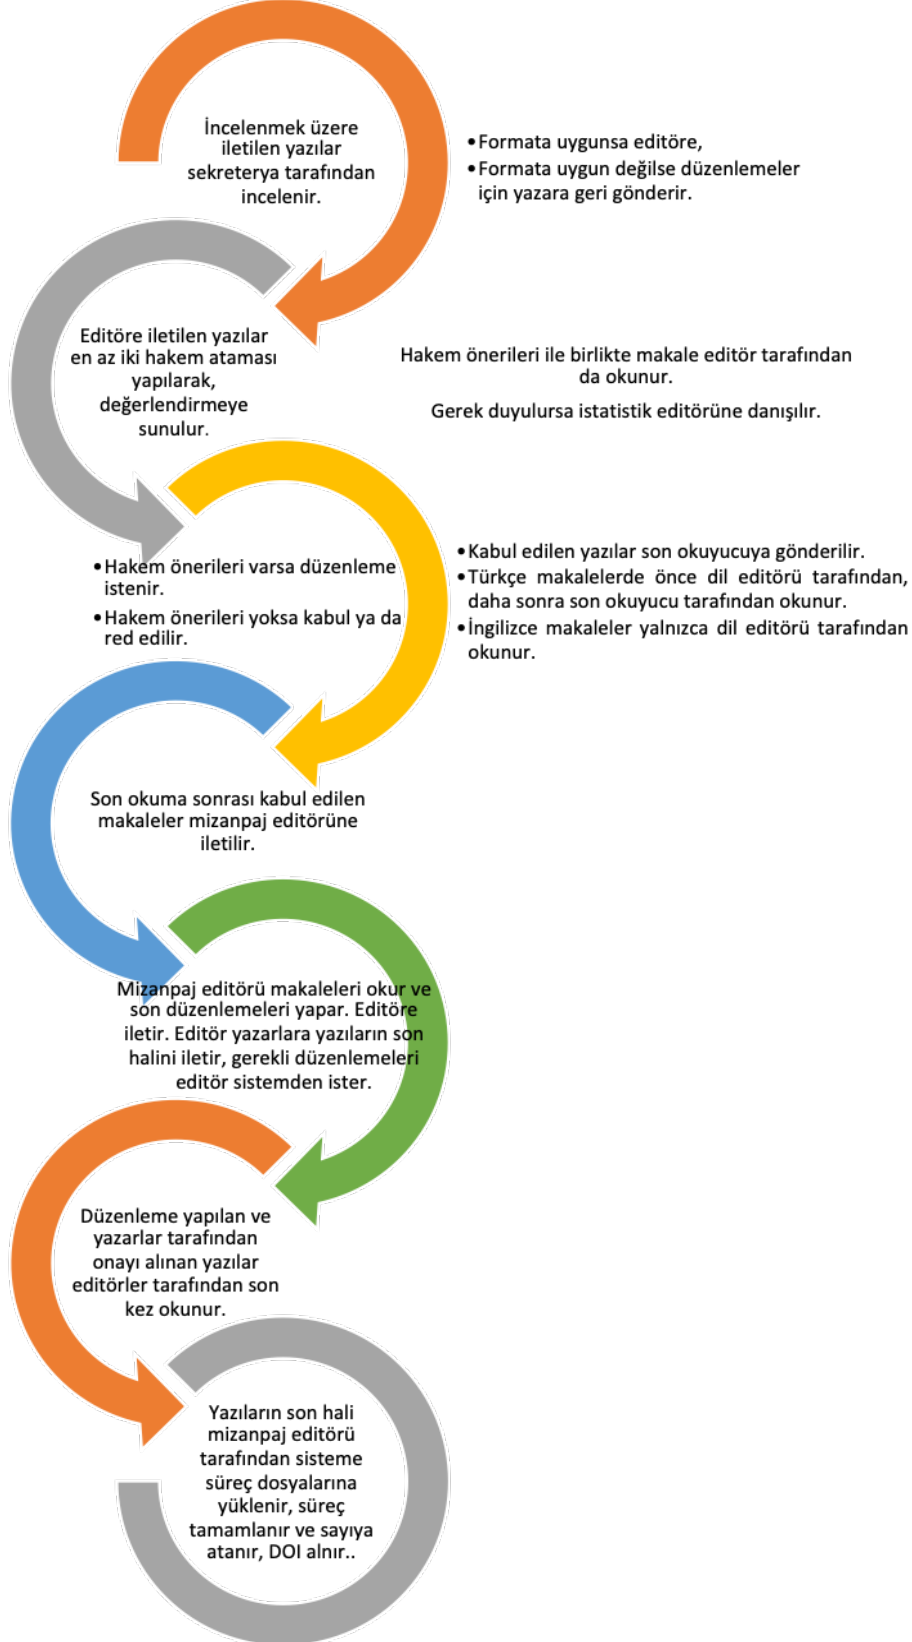 İncelenmek üzere
iletilen yazılar
sekreterya tarafından
incelenir.
•Formata uygunsa editöre,
•Formata uygun değilse düzenlemeler
için yazara geri gönderir.
Editöre iletilen yazılar
en az iki hakem ataması
yapılarak,
değerlendirmeye
sunulur.
Hakem önerileri ile birlikte makale editör tarafından
da okunur.
Gerek duyulursa istatistik editörüne danışılır.
•Hakem önerileri varsa düzenleme
istenir.
•Hakem önerileri yoksa kabul ya da
red edilir.
•Kabul edilen yazılar son okuyucuya gönderilir.
•Türkçe makalelerde önce dil editörü tarafından,
daha sonra son okuyucu tarafından okunur.
•İngilizce makaleler yalnızca dil editörü tarafından
okunur.
Son okuma sonrası kabul edilen
makaleler mizanpaj editörüne
iletilir.
Mizanpaj editörü makaleleri okur ve
son düzenlemeleri yapar. Editöre
iletir. Editör yazarlara yazıların son
halini iletir, gerekli düzenlemeleri
editör sistemden ister.
Düzenleme yapılan ve
yazarlar tarafından
onayı alınan yazılar
editörler tarafından son
kez okunur.
Yazıların son hali
mizanpaj editörü
tarafından sisteme
süreç dosyalarına
yüklenir, süreç
tamamlanır ve sayıya
atanır, DOI alnır..